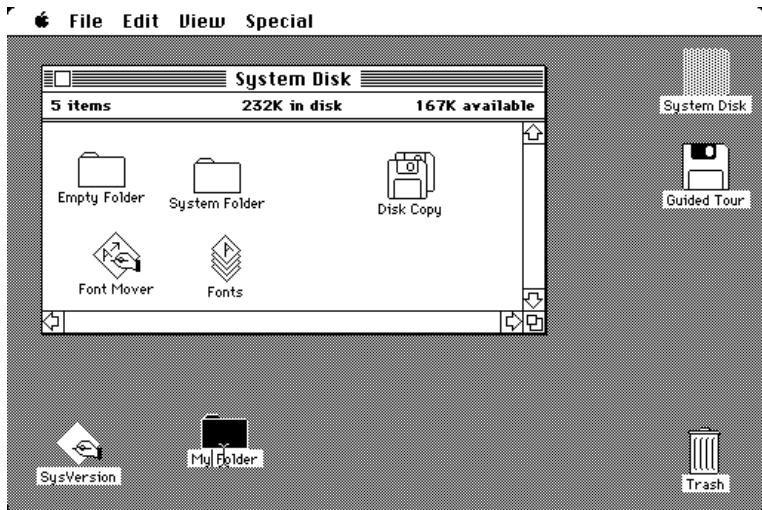 File Edit View Special
System Disk
5 items 232K in disk 167K available
Empty Folder System Folder Disk Copy
Font Mover Fonts
System Disk
Guided Tour
SysVersion
My Folder
Trash